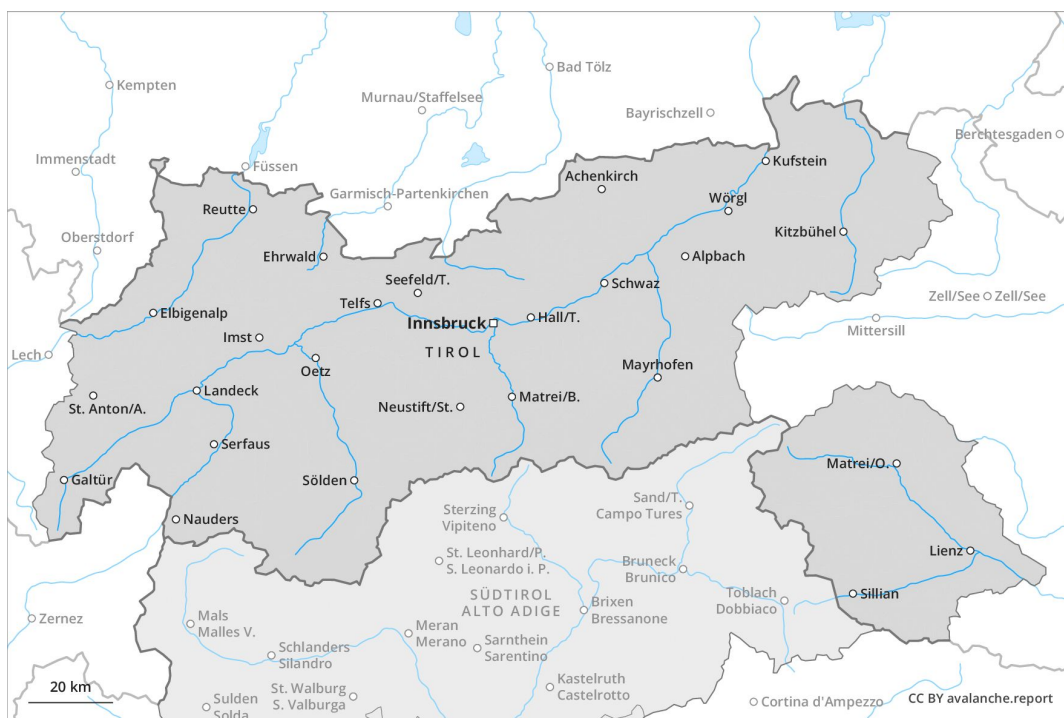 Kempten
Bad Tölz
Murnau/Staffelsee
Bayrischzell
Berchtesgaden
Immenstadt
Füssen
Kufstein
Achenkirch
Garmisch-Partenkirchen
Wörgl
Reutte
Kitzbühel
Oberstdorf
Ehrwald
Alpbach
Seefeld/T.
Schwaz
Telfs
Zell/See
Zell/See
Elbigenalp
Innsbruck
Hall/T.
Mittersill
Imst
TIROL
Lech
Oetz
Mayrhofen
Landeck
Matrei/B.
St. Anton/A.
Neustift/St.
Serfaus
Matrei/O.
Galtür
Sölden
Sand/T.
Campo Tures
Sterzing
Vipiteno
Nauders
Lienz
St. Leonhard/P.
S. Leonardo i. P.
Bruneck
Brunico
SÜDTIROL
ALTO ADIGE
Sillian
Toblach
Dobbiaco
Brixen
Bressanone
Mals
Malles V.
Zernez
Meran
Merano
Sarnthein
Sarentino
Schlanders
Silandro
Kastelruth
Castelrotto
20 km
St. Walburg
S. Valburga
Sulden
Solda
Cortina d'Ampezzo
CC BY avalanche.report